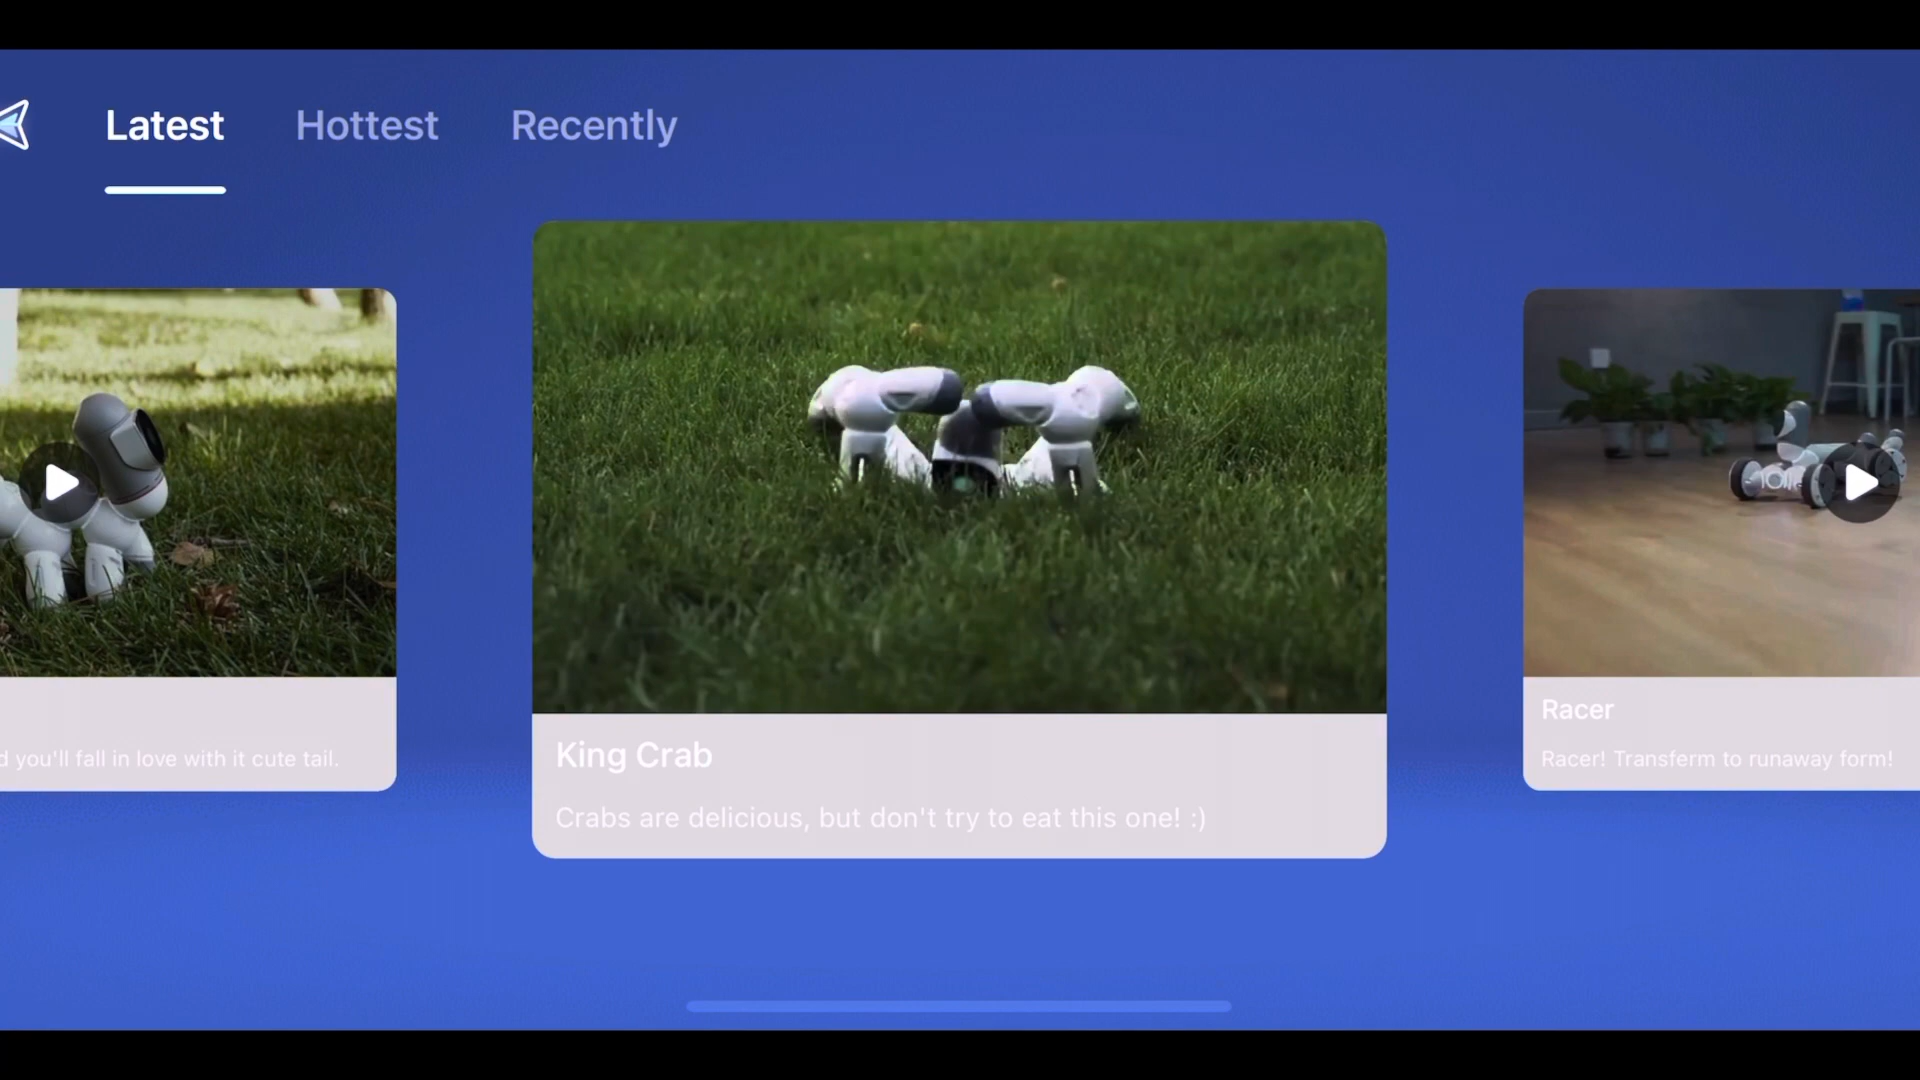 Latest Hottest Recently
d you'll fall in love with it cute tail.
King Crab
Crabs are delicious, but don't try to eat this one! :)
Racer
Racer! Transferm to runaway form!